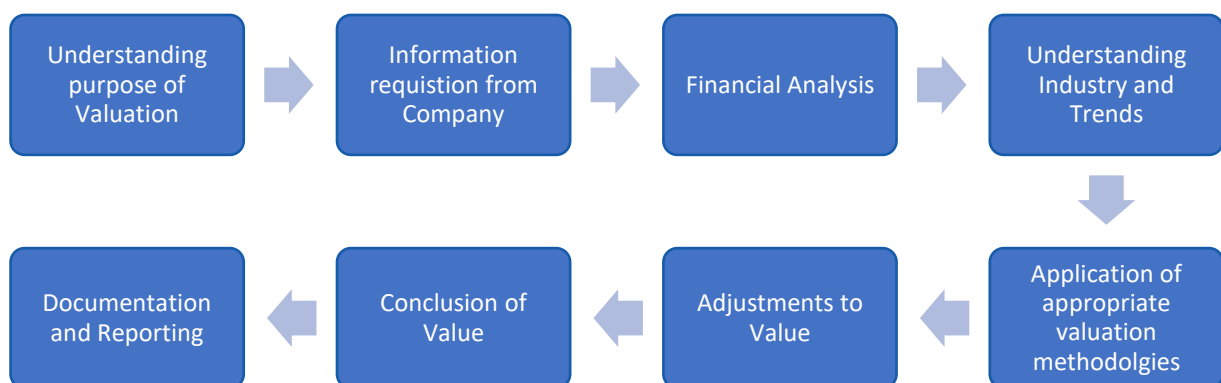 Understanding
purpose of
Valuation
Information
requistion from
Company
Financial Analysis
Understanding
Industry and
Trends
Application of
appropriate
valuation
methodolgies
Adjustments to
Value
Conclusion of
Value
Documentation
and Reporting